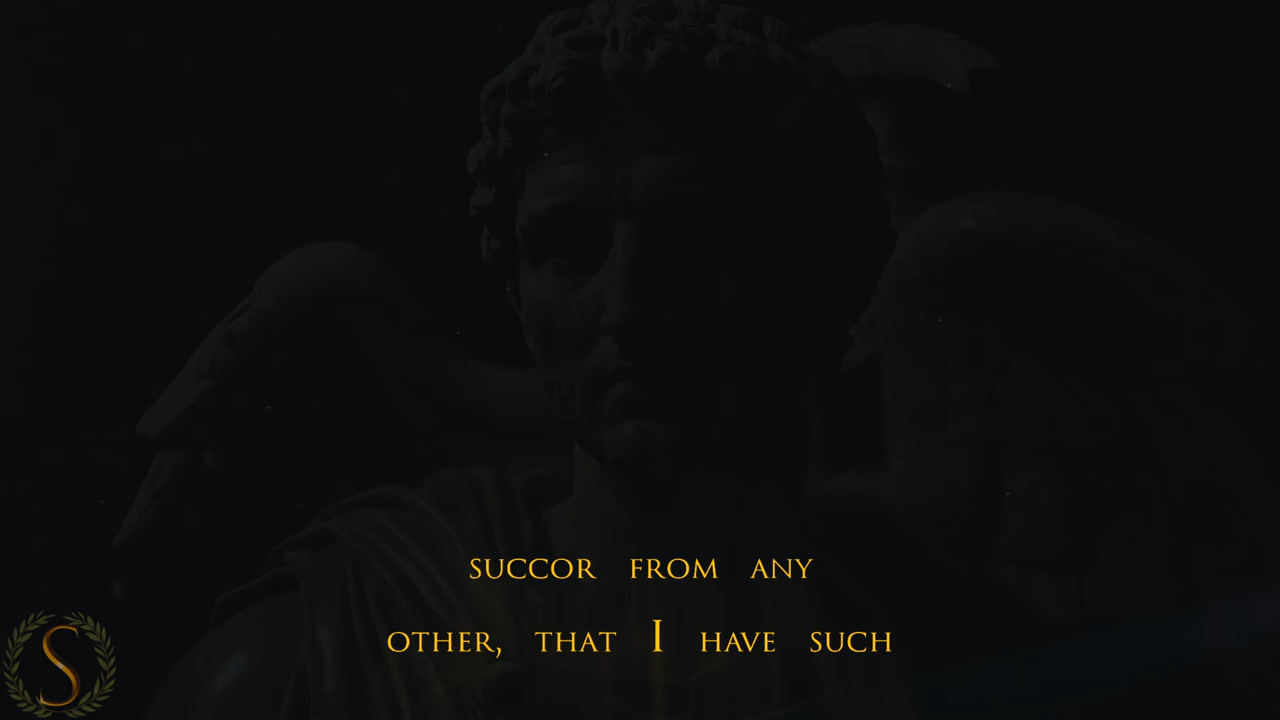 SUCCOR FROM ANY
OTHER, THAT I HAVE SUCH
S